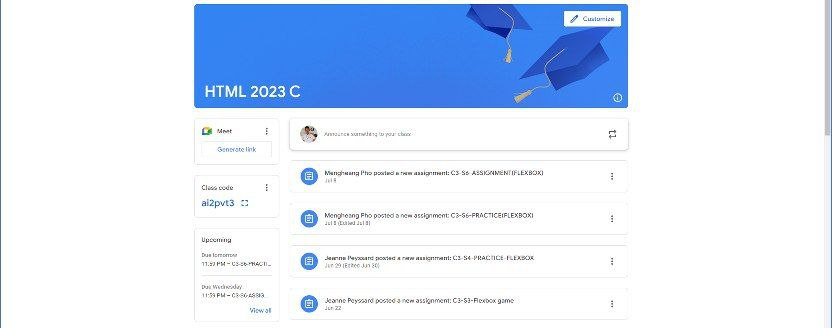 Customize
HTML 2023 C
Meet
Generate link
Class code
ai2pvt3
Upcoming
Due tomorrow
11:59 PM – C3-S6-PRACTI...
Due Wednesday
11:59 PM – C3-S6-ASSIG...
View all
Announce something to your class
Mengheang Pho posted a new assignment: C3-S6-ASSIGNMENT(FLEXBOX)
Jul 8
Mengheang Pho posted a new assignment: C3-S6-PRACTICE(FLEXBOX)
Jul 8 (Edited Jul 8)
Jeanne Peyssard posted a new assignment: C3-S4-PRACTICE-FLEXBOX
Jun 29 (Edited Jun 30)
Jeanne Peyssard posted a new assignment: C3-S3-Flexbox game
Jun 22